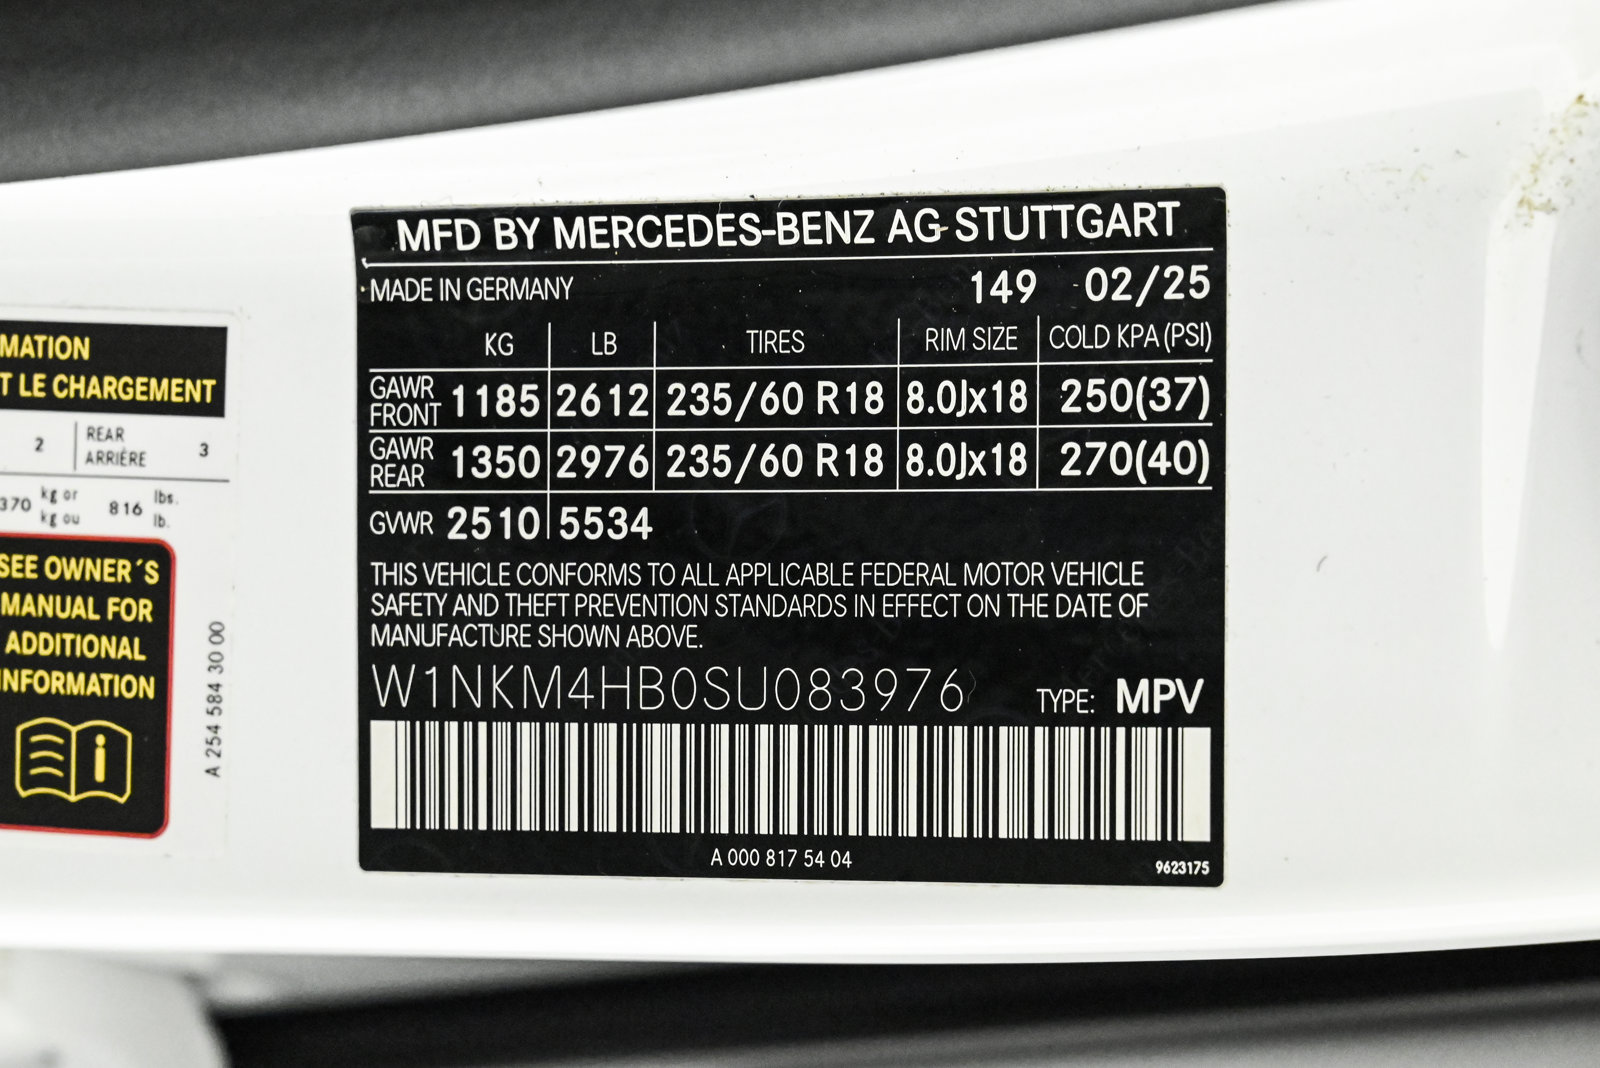 MFD BY MERCEDES-BENZ AG STUTTGART
MADE IN GERMANY 149 02/25
KG LB TIRES RIM SIZE COLD KPA (PSI)
GAWR FRONT 1185 2612 235/60 R18 8.0Jx18 250(37)
GAWR REAR 1350 2976 235/60 R18 8.0Jx18 270(40)
GVWR 2510 5534
THIS VEHICLE CONFORMS TO ALL APPLICABLE FEDERAL MOTOR VEHICLE
SAFETY AND THEFT PREVENTION STANDARDS IN EFFECT ON THE DATE OF
MANUFACTURE SHOWN ABOVE.
W1NKM4HB0SU083976 TYPE: MPV
A 000 817 54 04
9623175
MATION
T LE CHARGEMENT
2 REAR ARRIÈRE 3
370 kg or 816 lbs.
kg ou lb.
SEE OWNER´S
MANUAL FOR
ADDITIONAL
INFORMATION
A 254 584 30 00